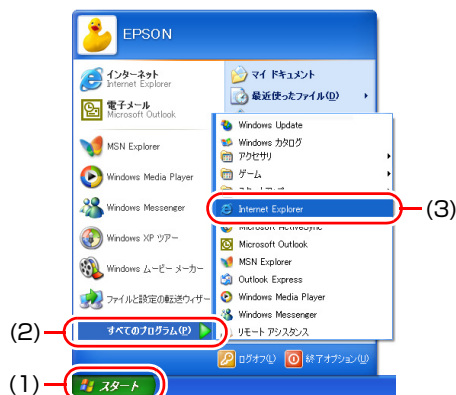 EPSON
インターネット
Internet Explorer
電子メール
Microsoft Outlook
MSN Explorer
Windows Media Player
Windows Messenger
Windows XP ツアー
Windows ムービー メーカー
ファイルと設定の転送ウィザー
(2)
すべてのプログラム(P)
(1)
スタート
マイ ドキュメント
最近使ったファイル(D)
Windows Update
Windows カタログ
アクセサリ
ゲーム
Internet Explorer
(3)
Microsoft ActiveSync
Microsoft Outlook
MSN Explorer
Outlook Express
Windows Media Player
Windows Messenger
リモート アシスタンス
ログオフ(L)
終了オプション(U)